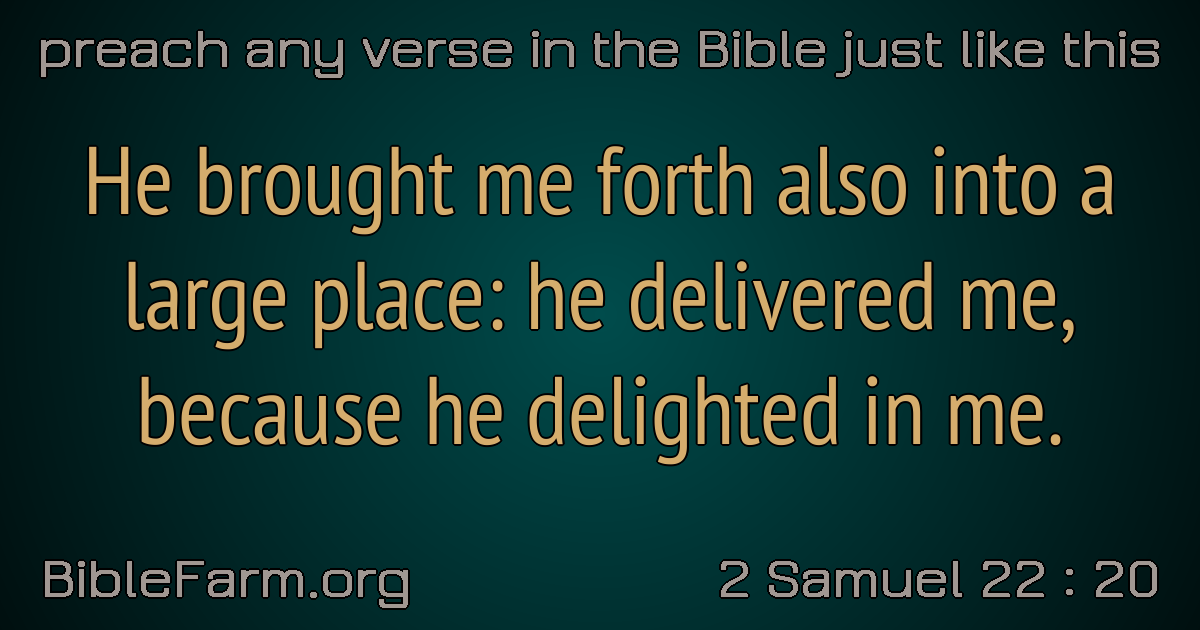 preach any verse in the Bible just like this
He brought me forth also into a
large place: he delivered me,
because he delighted in me.
BibleFarm.org
2 Samuel 22 : 20